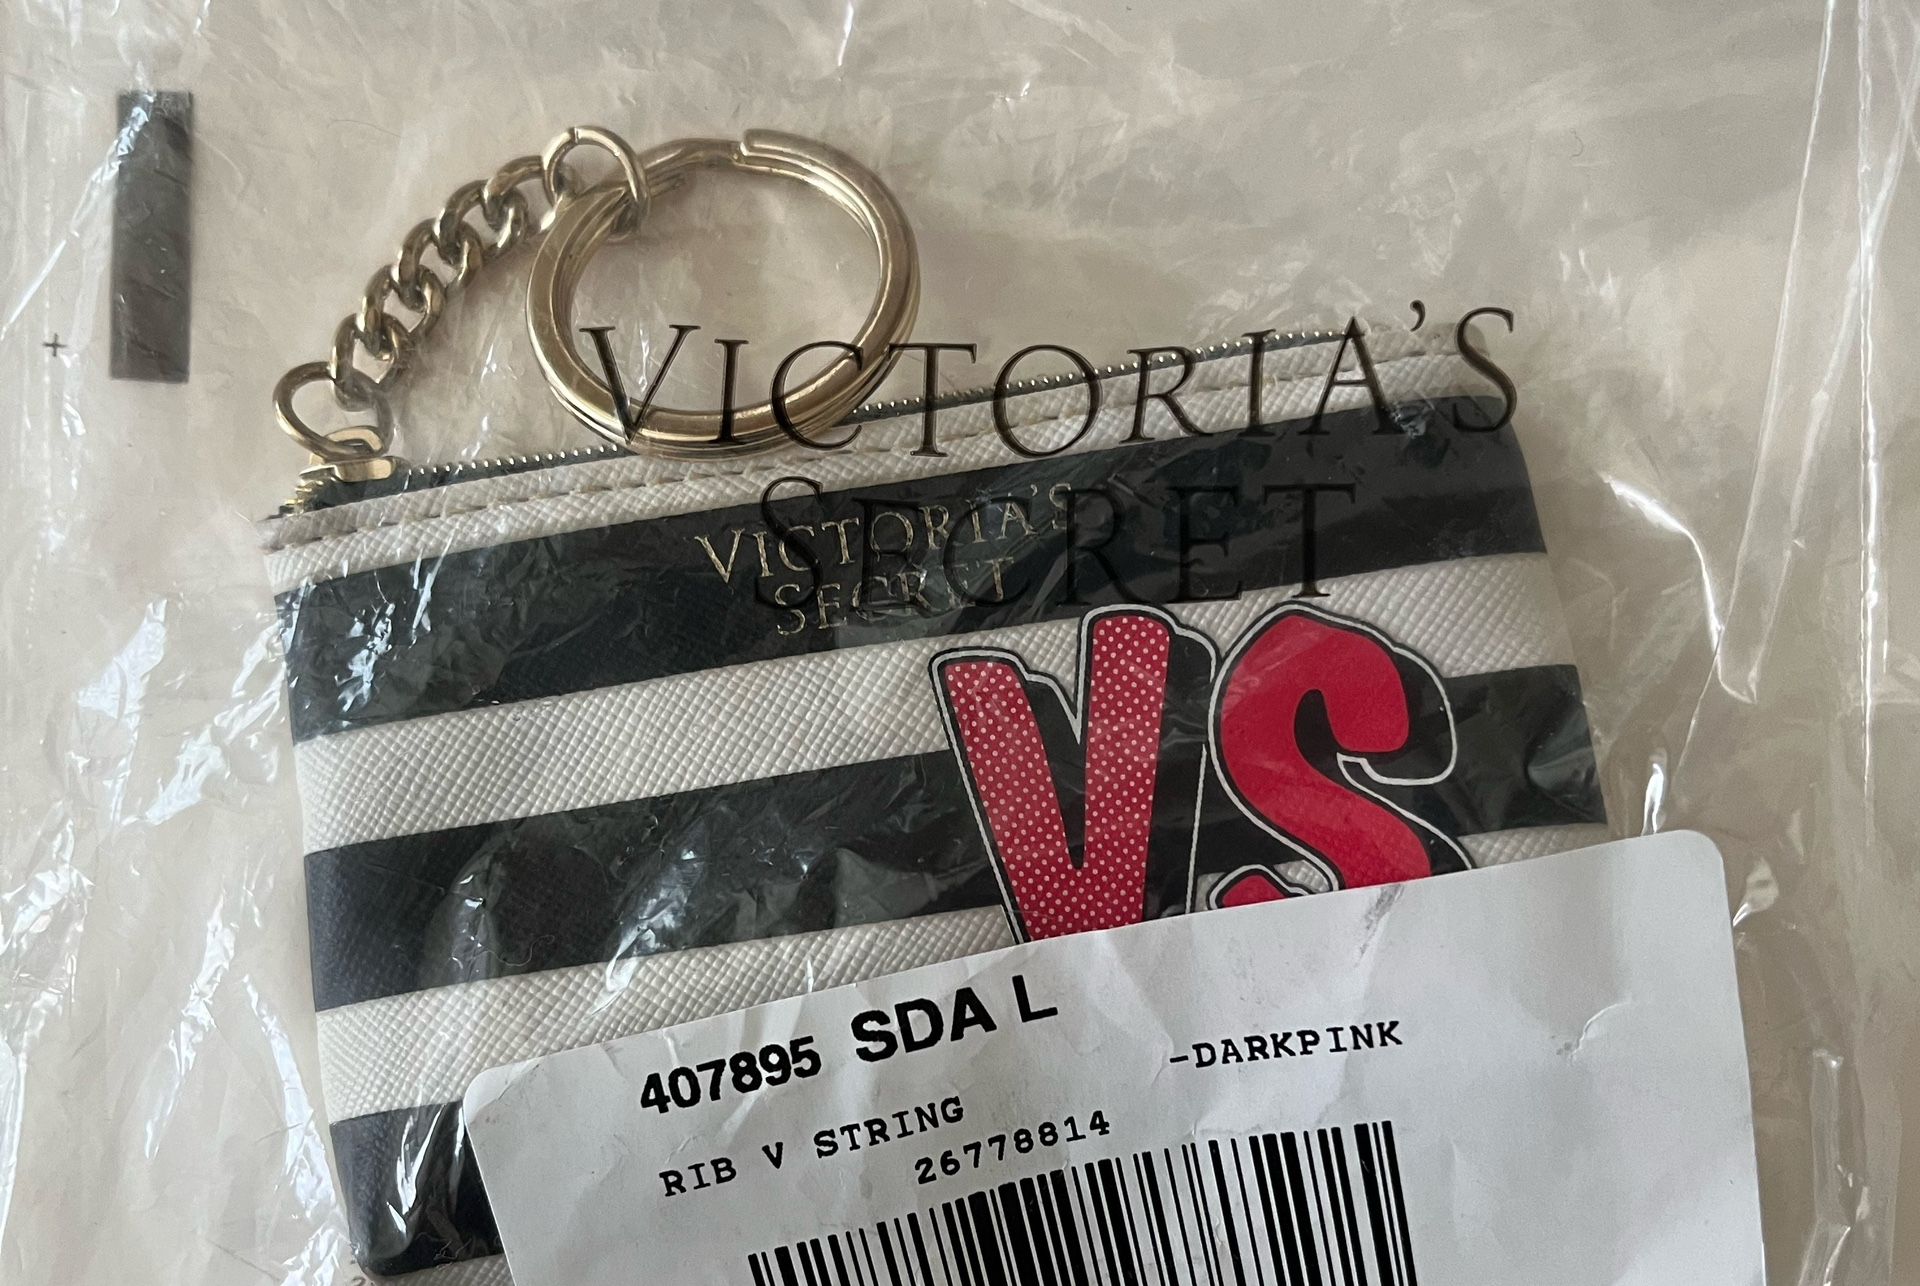 VICTORIA'S
SECRET
VICTORIA'S
SECRET
VS
407895 SDA L
-DARKPINK
RIB V STRING
26778814